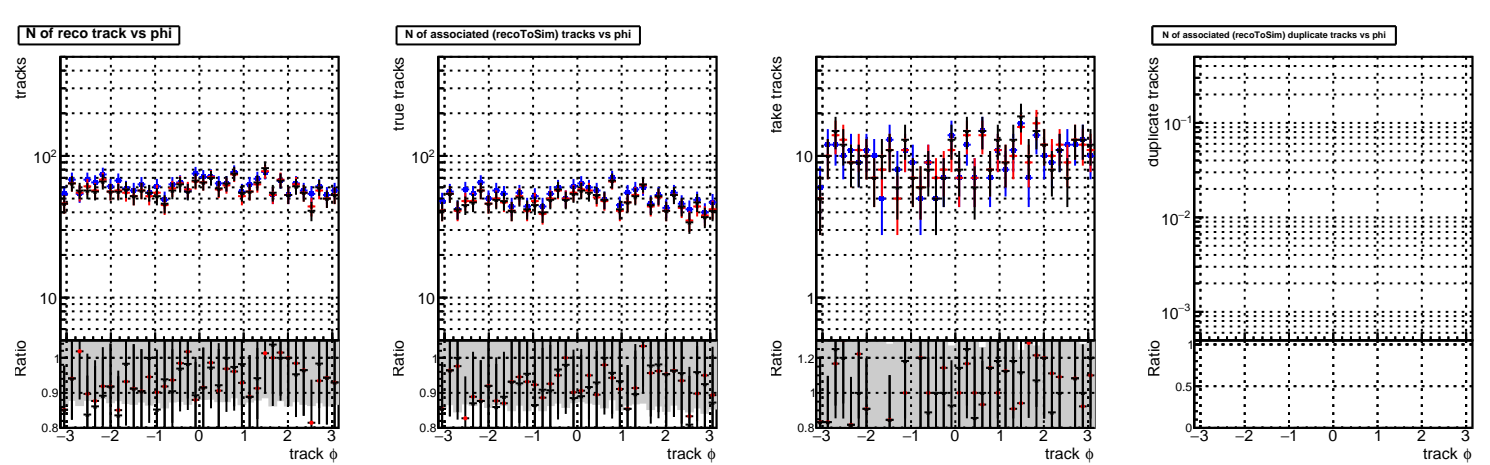 N of reco track vs phi
tracks
10²
10
Ratio
1
0.9
0.8
−3 −2 −1 0 1 2 3
track ϕ
N of associated (recoToSim) tracks vs phi
true tracks
10²
10
Ratio
1
0.9
0.8
−3 −2 −1 0 1 2 3
track ϕ
fake tracks
10
1
Ratio
1.2
1
0.8
−3 −2 −1 0 1 2 3
track ϕ
N of associated (recoToSim) duplicate tracks vs phi
duplicate tracks
10⁻¹
10⁻²
10⁻³
Ratio
1
0.5
0
−3 −2 −1 0 1 2 3
track ϕ